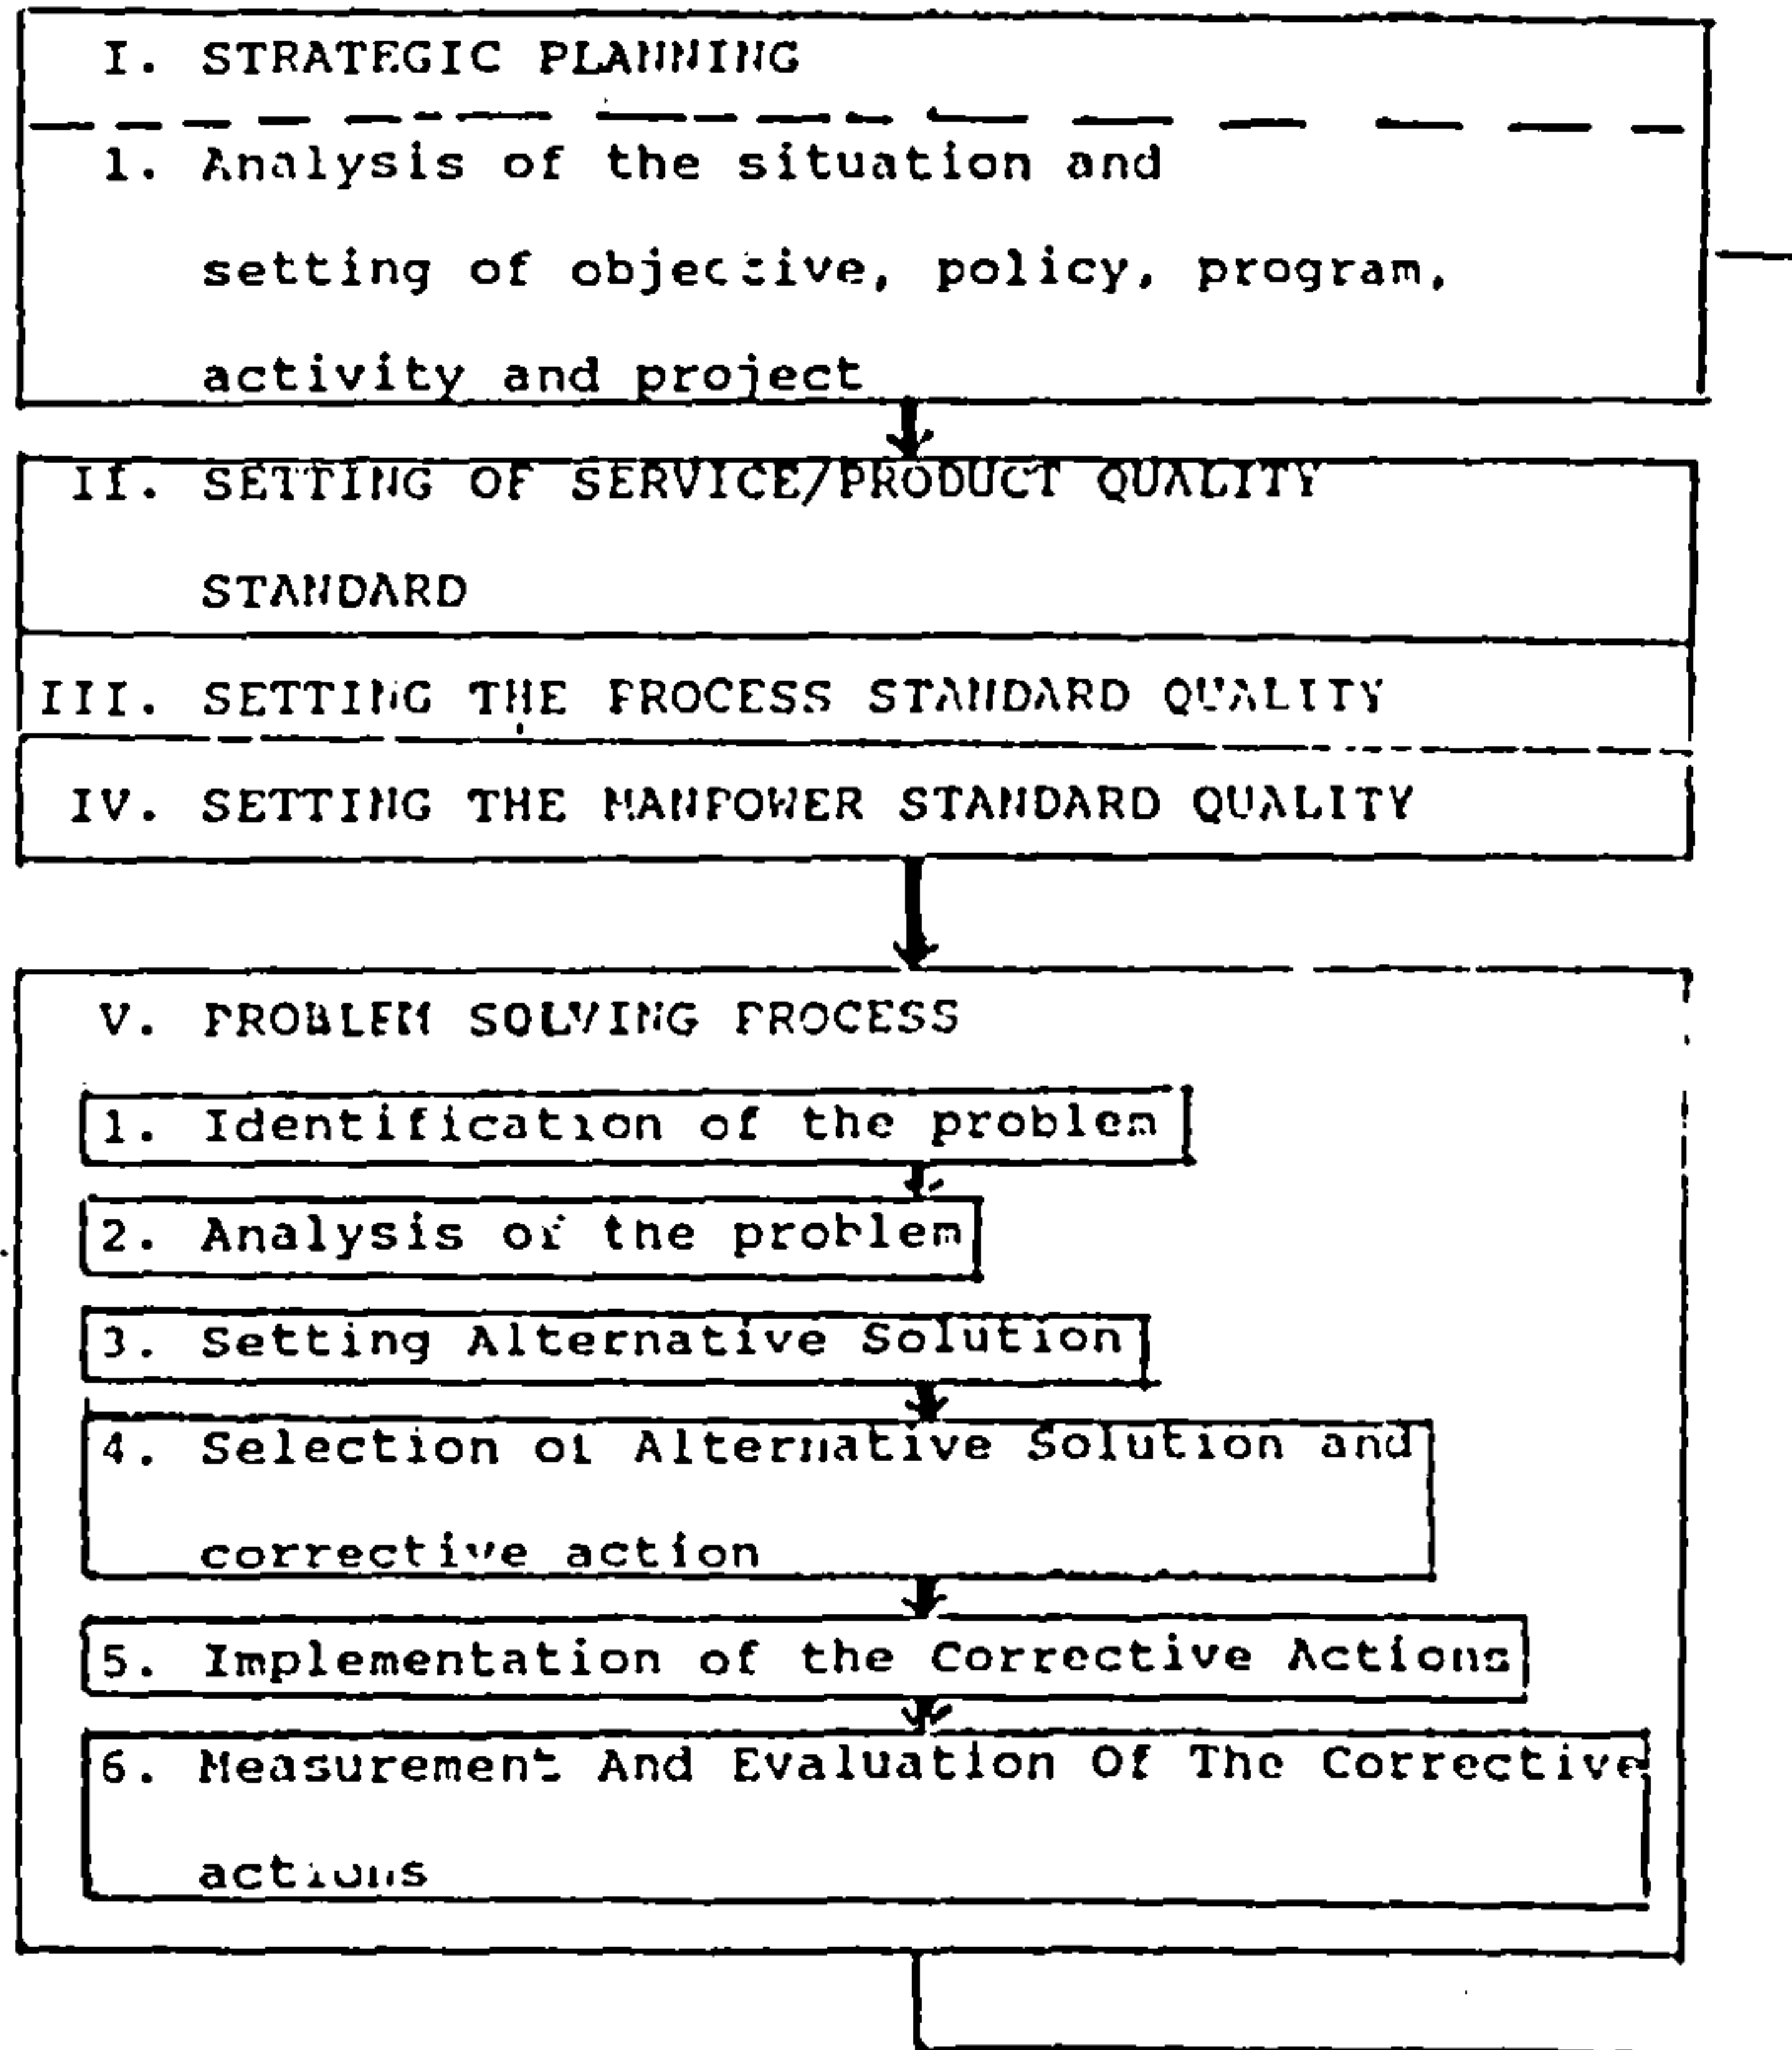 I. STRATEGIC PLANNING
1. Analysis of the situation and
setting of objective, policy, program,
activity and project
II. SETTING OF SERVICE/PRODUCT QUALITY
STANDARD
III. SETTING THE PROCESS STANDARD QUALITY
IV. SETTING THE MANPOWER STANDARD QUALITY
V. PROBLEM SOLVING PROCESS
1. Identification of the problem
2. Analysis of the problem
3. Setting Alternative Solution
4. Selection of Alternative Solution and
corrective action
5. Implementation of the Corrective Actions
6. Measurement And Evaluation Of The Corrective
actions